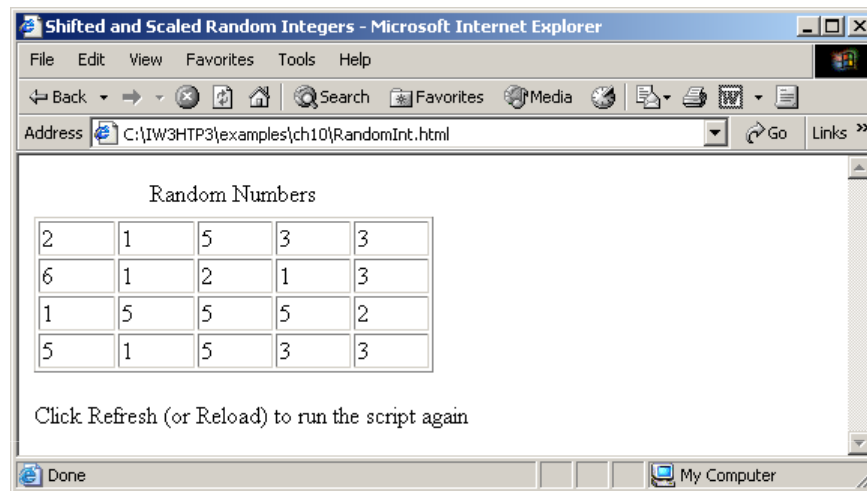 Shifted and Scaled Random Integers - Microsoft Internet Explorer
File Edit View Favorites Tools Help
Back Search Favorites Media
Address C:\IW3HTP3\examples\ch10\RandomInt.html Go Links »
Random Numbers
2 1 5 3 3
6 1 2 1 3
1 5 5 5 2
5 1 5 3 3
Click Refresh (or Reload) to run the script again
Done My Computer